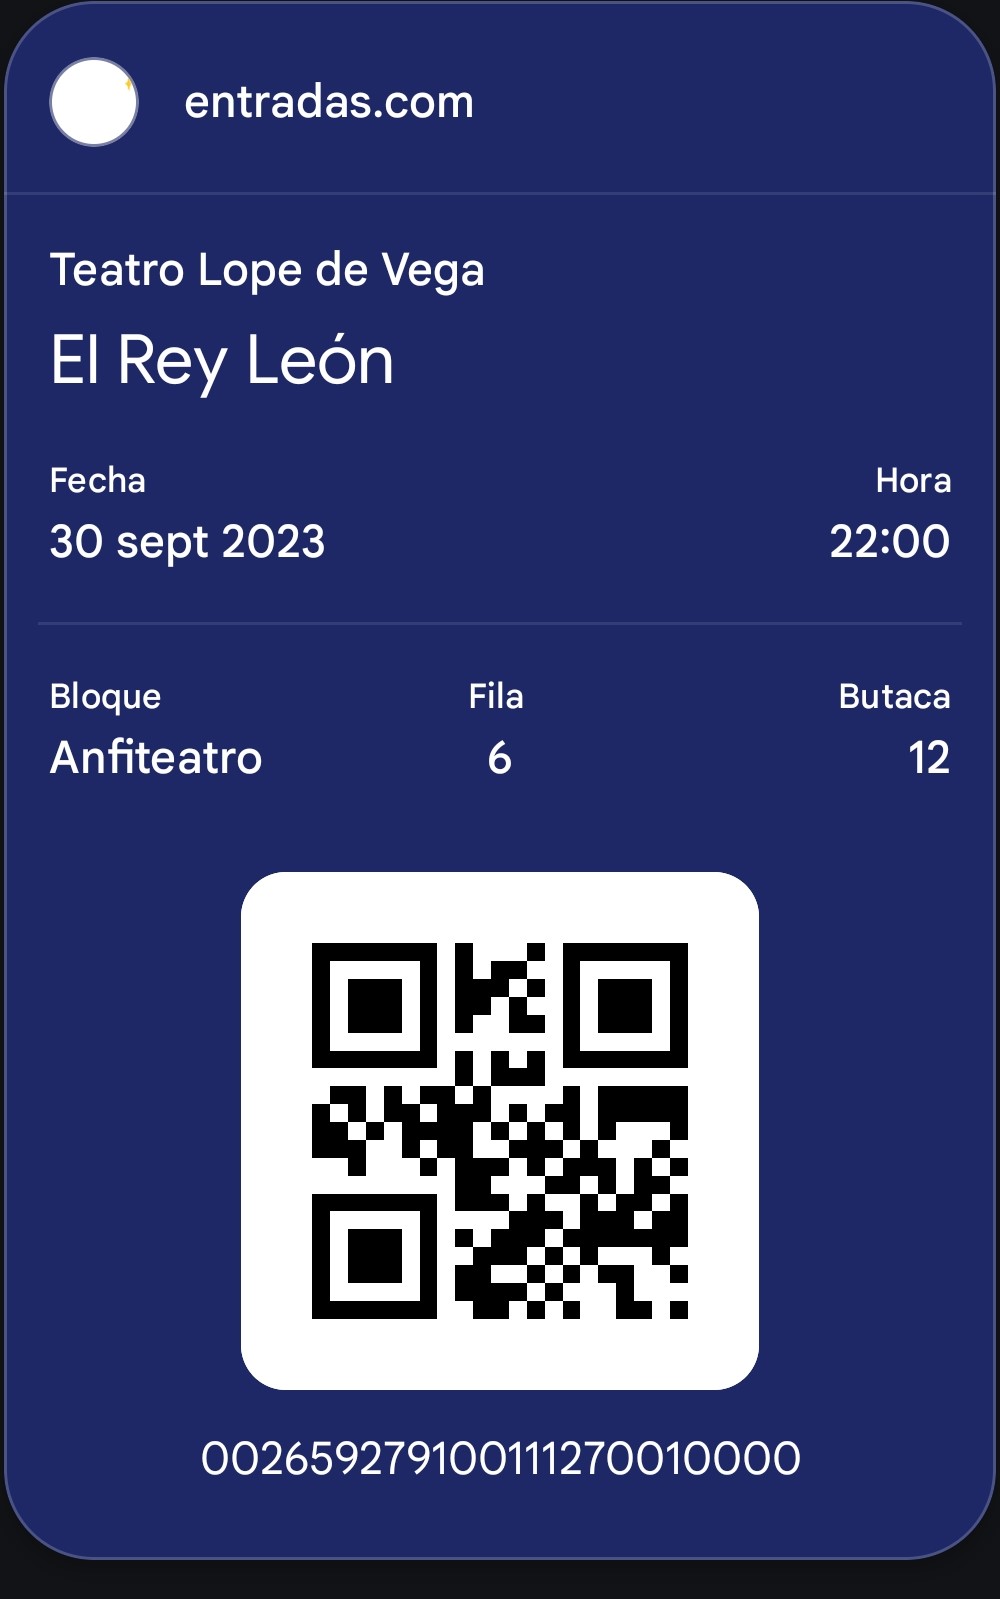 entradas.com
Teatro Lope de Vega
El Rey León
Fecha Hora
30 sept 2023 22:00
Bloque Fila Butaca
Anfiteatro 6 12
002659279100111270010000